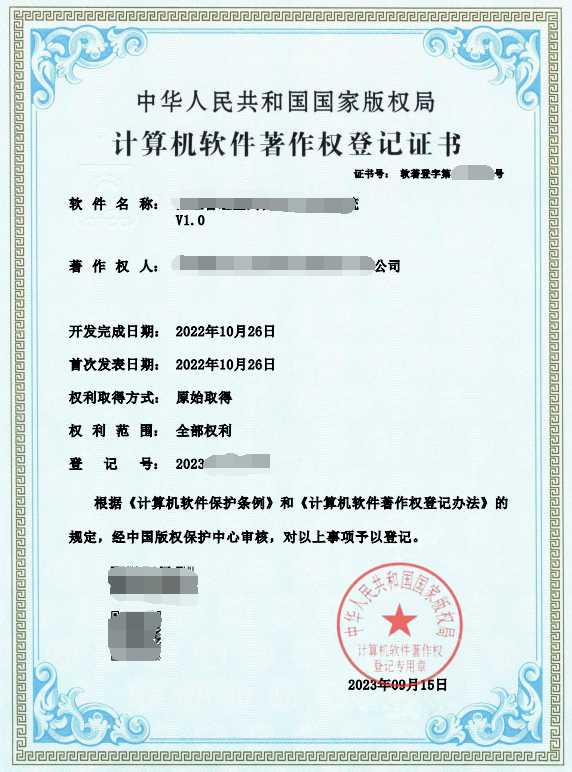 中华人民共和国国家版权局
计算机软件著作权登记证书
证书号： 软著登字第 号
软件名称： 统
V1.0
著作权人： 公司
开发完成日期： 2022年10月26日
首次发表日期： 2022年10月26日
权利取得方式： 原始取得
权利范围： 全部权利
登记号： 2023
根据《计算机软件保护条例》和《计算机软件著作权登记办法》的
规定，经中国版权保护中心审核，对以上事项予以登记。
中华人民共和国国家版权局
计算机软件著作权
登记专用章
2023年09月15日